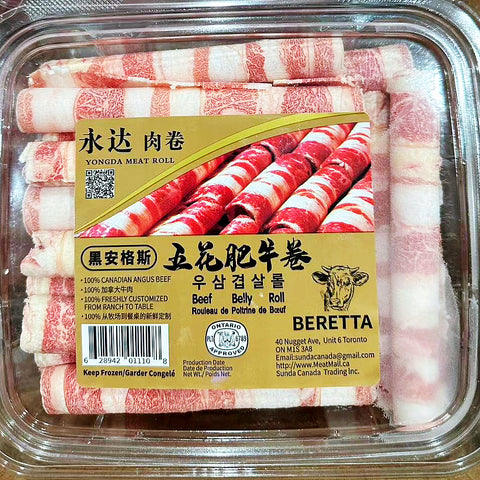 永达 肉卷
YONGDA MEAT ROLL
黑安格斯
五花肥牛卷
우삼겹살롤
Beef Belly Roll
Rouleau de Poitrine de Bœuf
• 100% CANADIAN ANGUS BEEF
• 100% 加拿大牛肉
• 100% FRESHLY CUSTOMIZED
FROM RANCH TO TABLE
• 100% 从牧场到餐桌的新鲜定制
BERETTA
6 28942 01110 8
Keep Frozen/Garder Congelé
ONTARIO
APPROVED
Production Date
Date de Production
Net WT./ Poids Net.
40 Nugget Ave, Unit 6 Toronto
ON M1S 3A8
Email:sundacanada@gmail.com
http://www.MeatMall.ca
Sunda Canada Trading Inc.